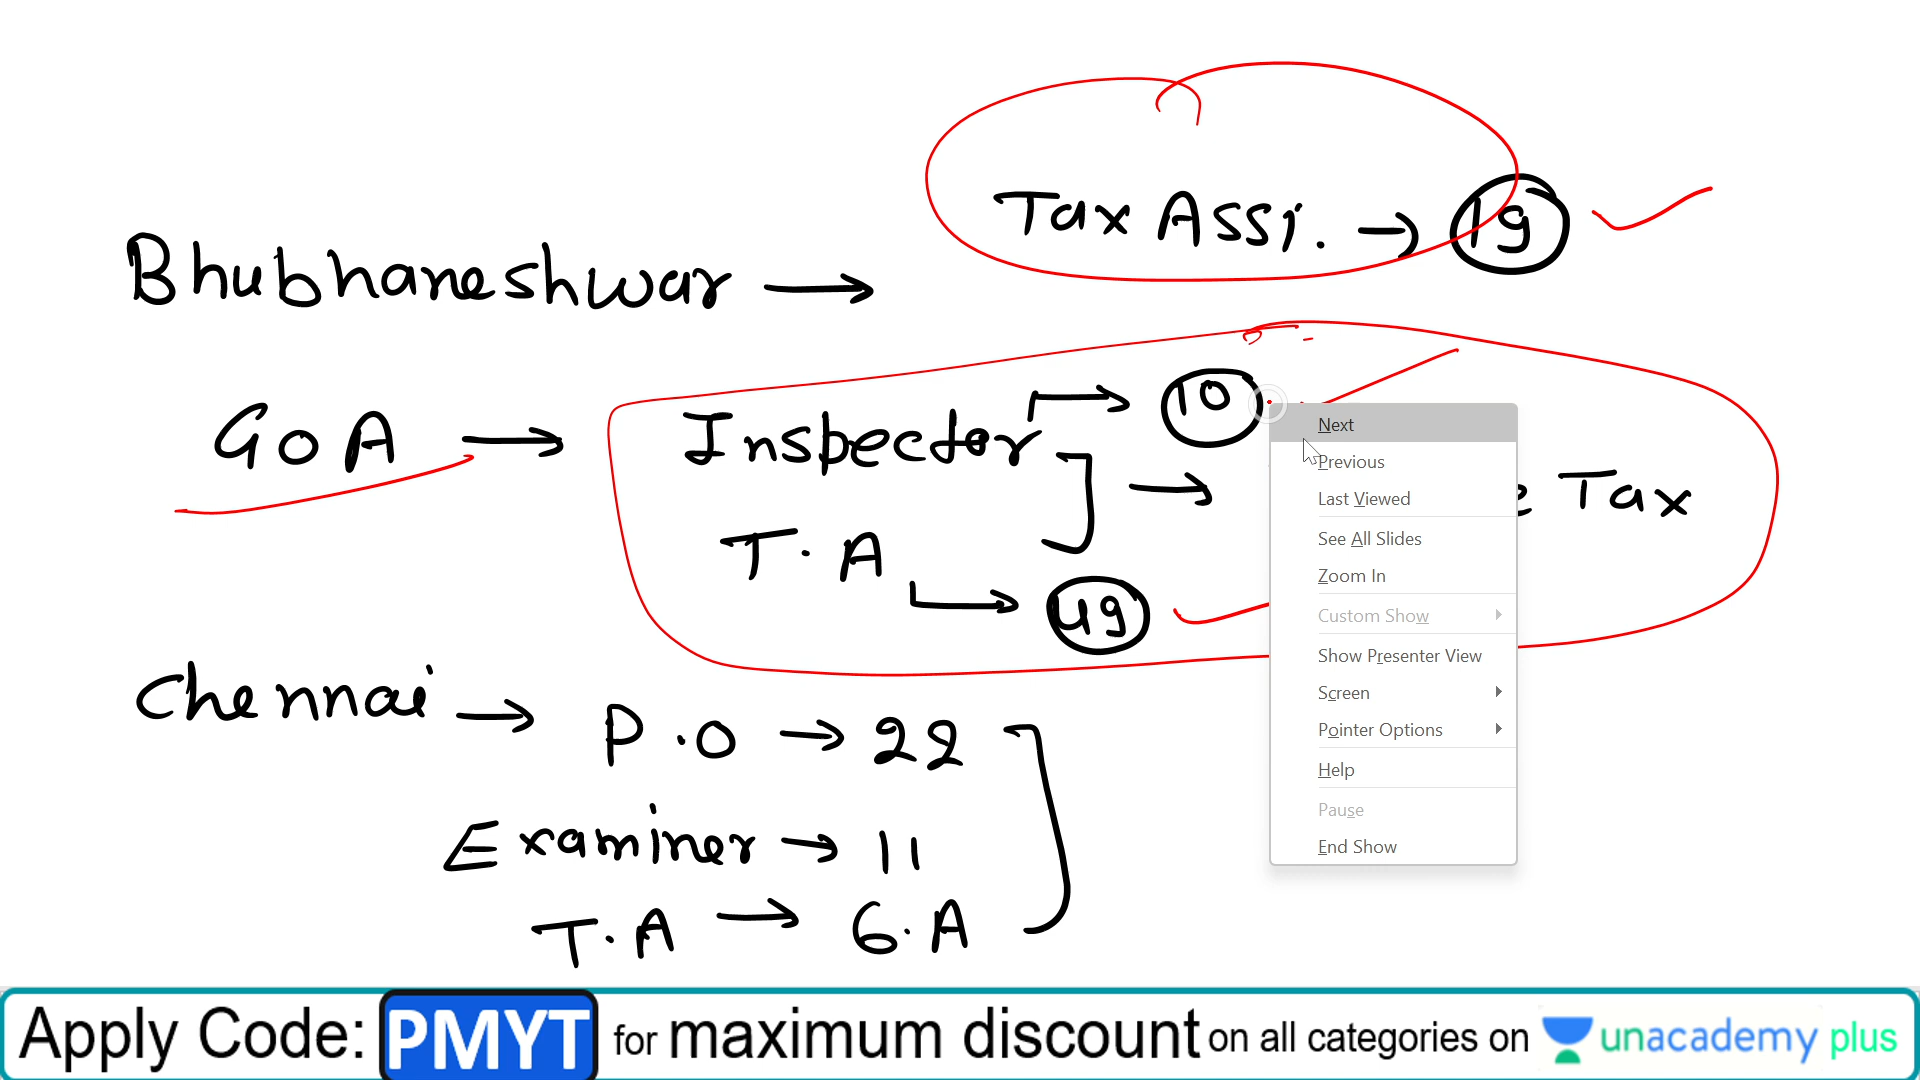 Tax Assi. → 19
Bhubhaneshwar →
GOA → Inspector → 10
T.A → 49
→ Tax
Chennai → P.O → 22
Examiner → 11
T.A → 6.A
Next
Previous
Last Viewed
See All Slides
Zoom In
Custom Show
Show Presenter View
Screen
Pointer Options
Help
Pause
End Show
Apply Code: PMYT for maximum discount on all categories on unacademy plus